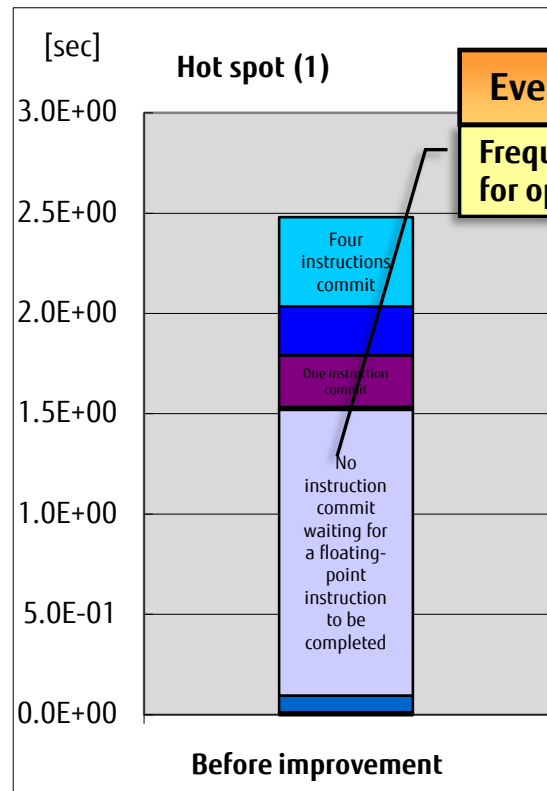 [sec]
Hot spot (1)
Eve
Frequ
for op
3.0E+00
2.5E+00
2.0E+00
1.5E+00
1.0E+00
5.0E-01
0.0E+00
Four
instructions
commit
One instruction
commit
No
instruction
commit
waiting for
a floating-
point
instruction
to be
completed
Before improvement